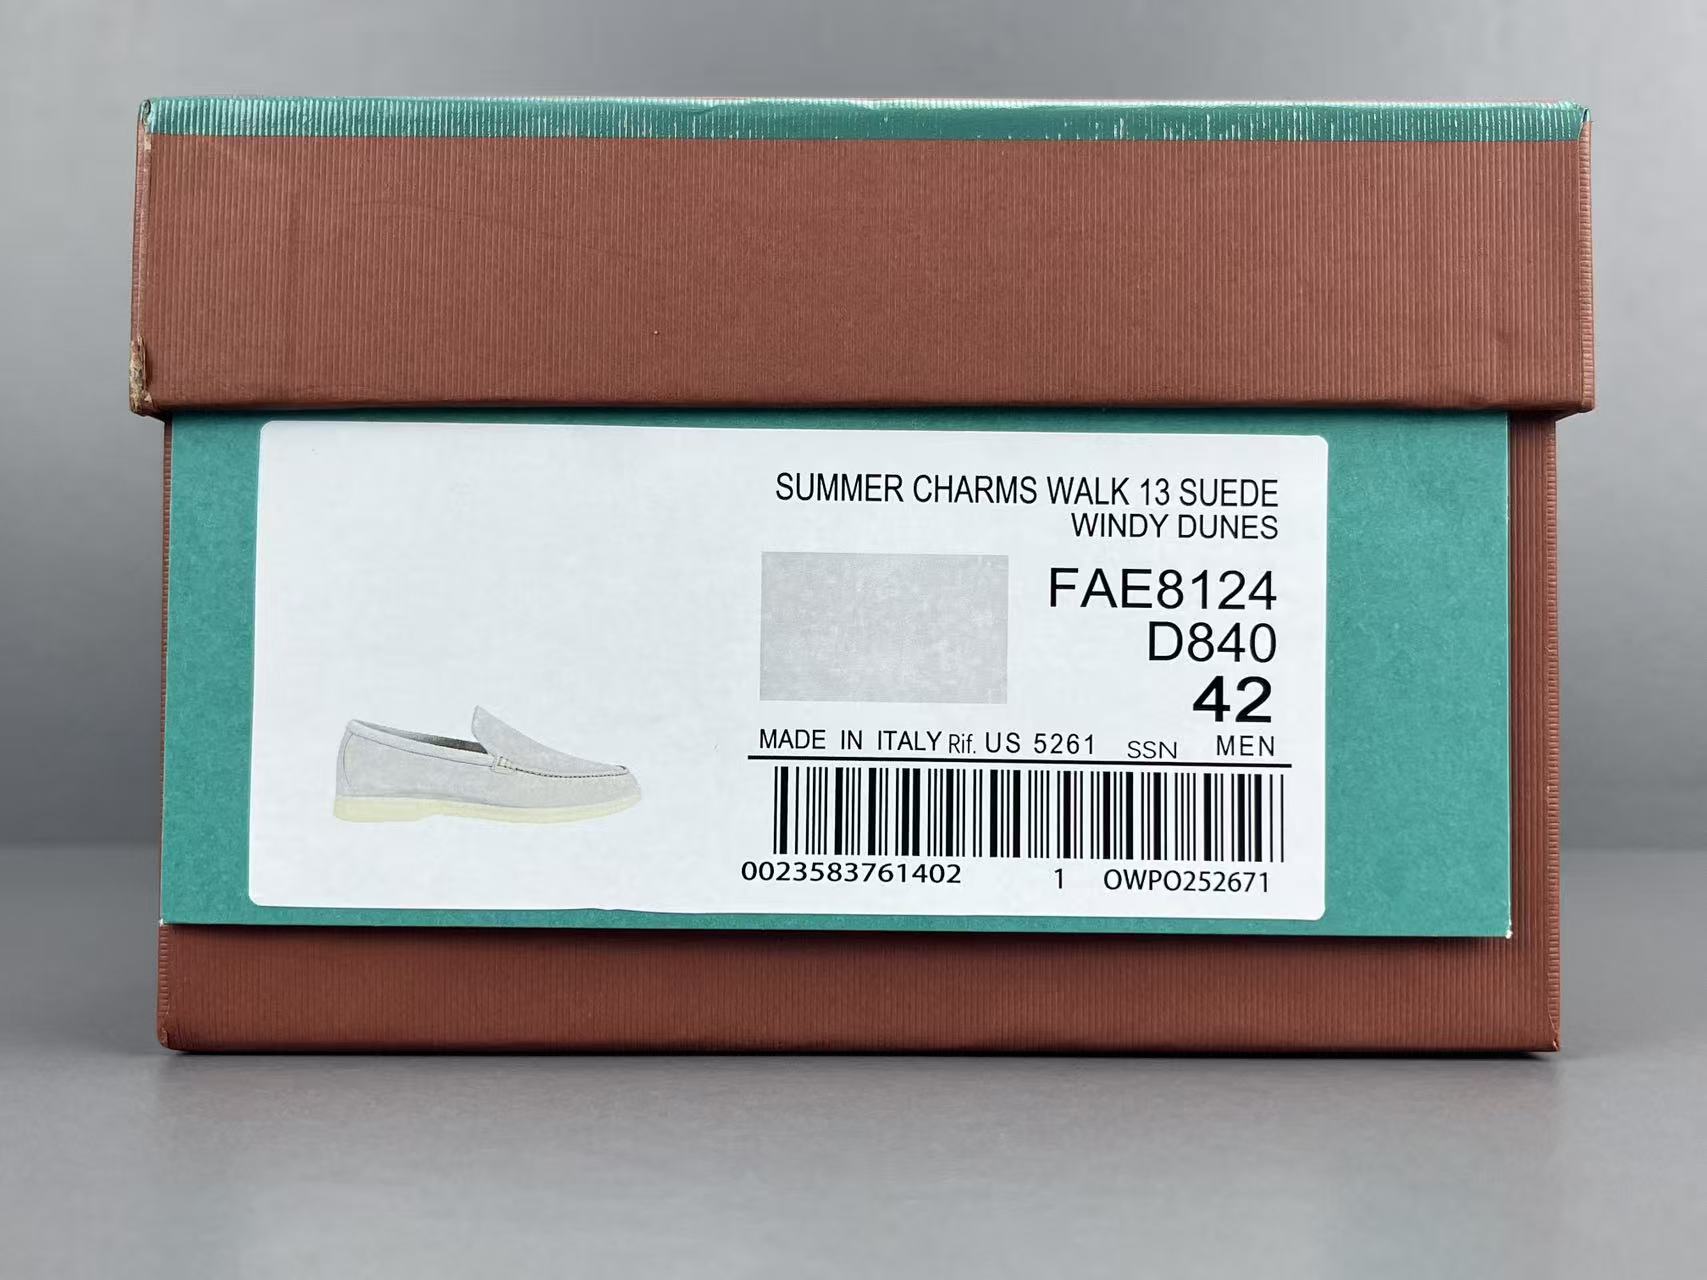 SUMMER CHARMS WALK 13 SUEDE
WINDY DUNES
FAE8124
D840
42
MADE IN ITALY Rif. US 5261 SSN MEN
0023583761402 1 OWPO252671